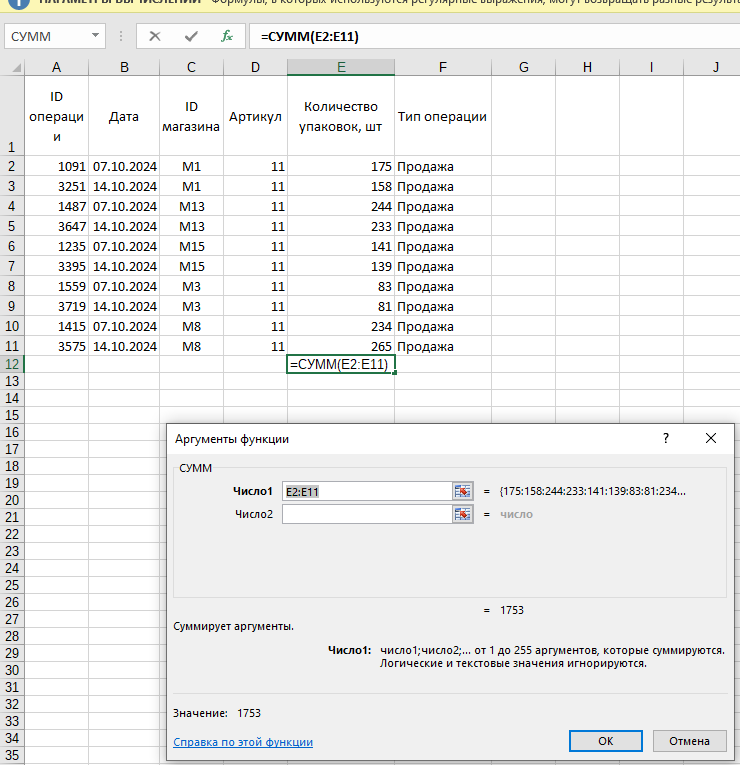 ПАРАМЕТРЫ ВЫЧИСЛЕНИЙ Формулы, в которых используются регулярные выражения, могут возвращать разные
СУММ =СУММ(E2:E11)
A B C D E F G H I J
1 ID операции Дата ID магазина Артикул Количество упаковок, шт Тип операции
2 1091 07.10.2024 M1 11 175 Продажа
3 3251 14.10.2024 M1 11 158 Продажа
4 1487 07.10.2024 M13 11 244 Продажа
5 3647 14.10.2024 M13 11 233 Продажа
6 1235 07.10.2024 M15 11 141 Продажа
7 3395 14.10.2024 M15 11 139 Продажа
8 1559 07.10.2024 M3 11 83 Продажа
9 3719 14.10.2024 M3 11 81 Продажа
10 1415 07.10.2024 M8 11 234 Продажа
11 3575 14.10.2024 M8 11 265 Продажа
12 =СУММ(E2:E11)
13
14
15
16
17
18
19
20
21
22
23
24
25
26
27
28
29
30
31
32
33
34
35
Аргументы функции ?
СУММ
Число1 E2:E11 = {175:158:244:233:141:139:83:81:234...
Число2 = число
= 1753
Суммирует аргументы.
Число1: число1;число2;... от 1 до 255 аргументов, которые суммируются.
Логические и текстовые значения игнорируются.
Значение: 1753
Справка по этой функции
ОК Отмена